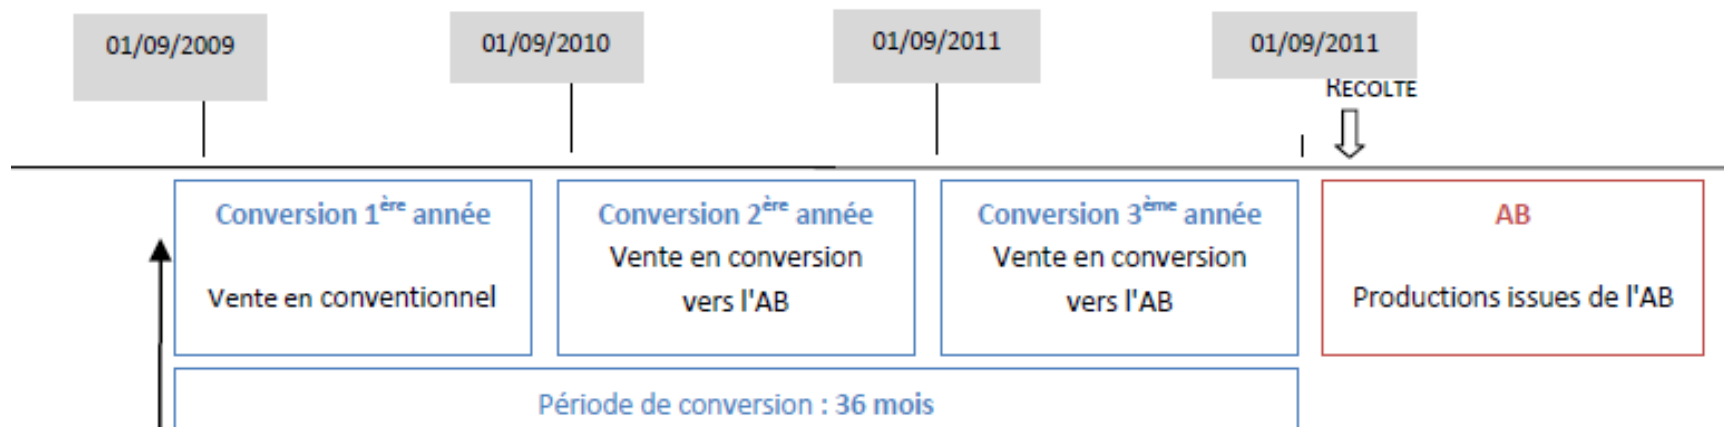 01/09/2009
01/09/2010
01/09/2011
01/09/2011
RECOLTE
Conversion 1ère année
Vente en conventionnel
Conversion 2ère année
Vente en conversion
vers l'AB
Conversion 3ème année
Vente en conversion
vers l'AB
AB
Productions issues de l'AB
Période de conversion : 36 mois